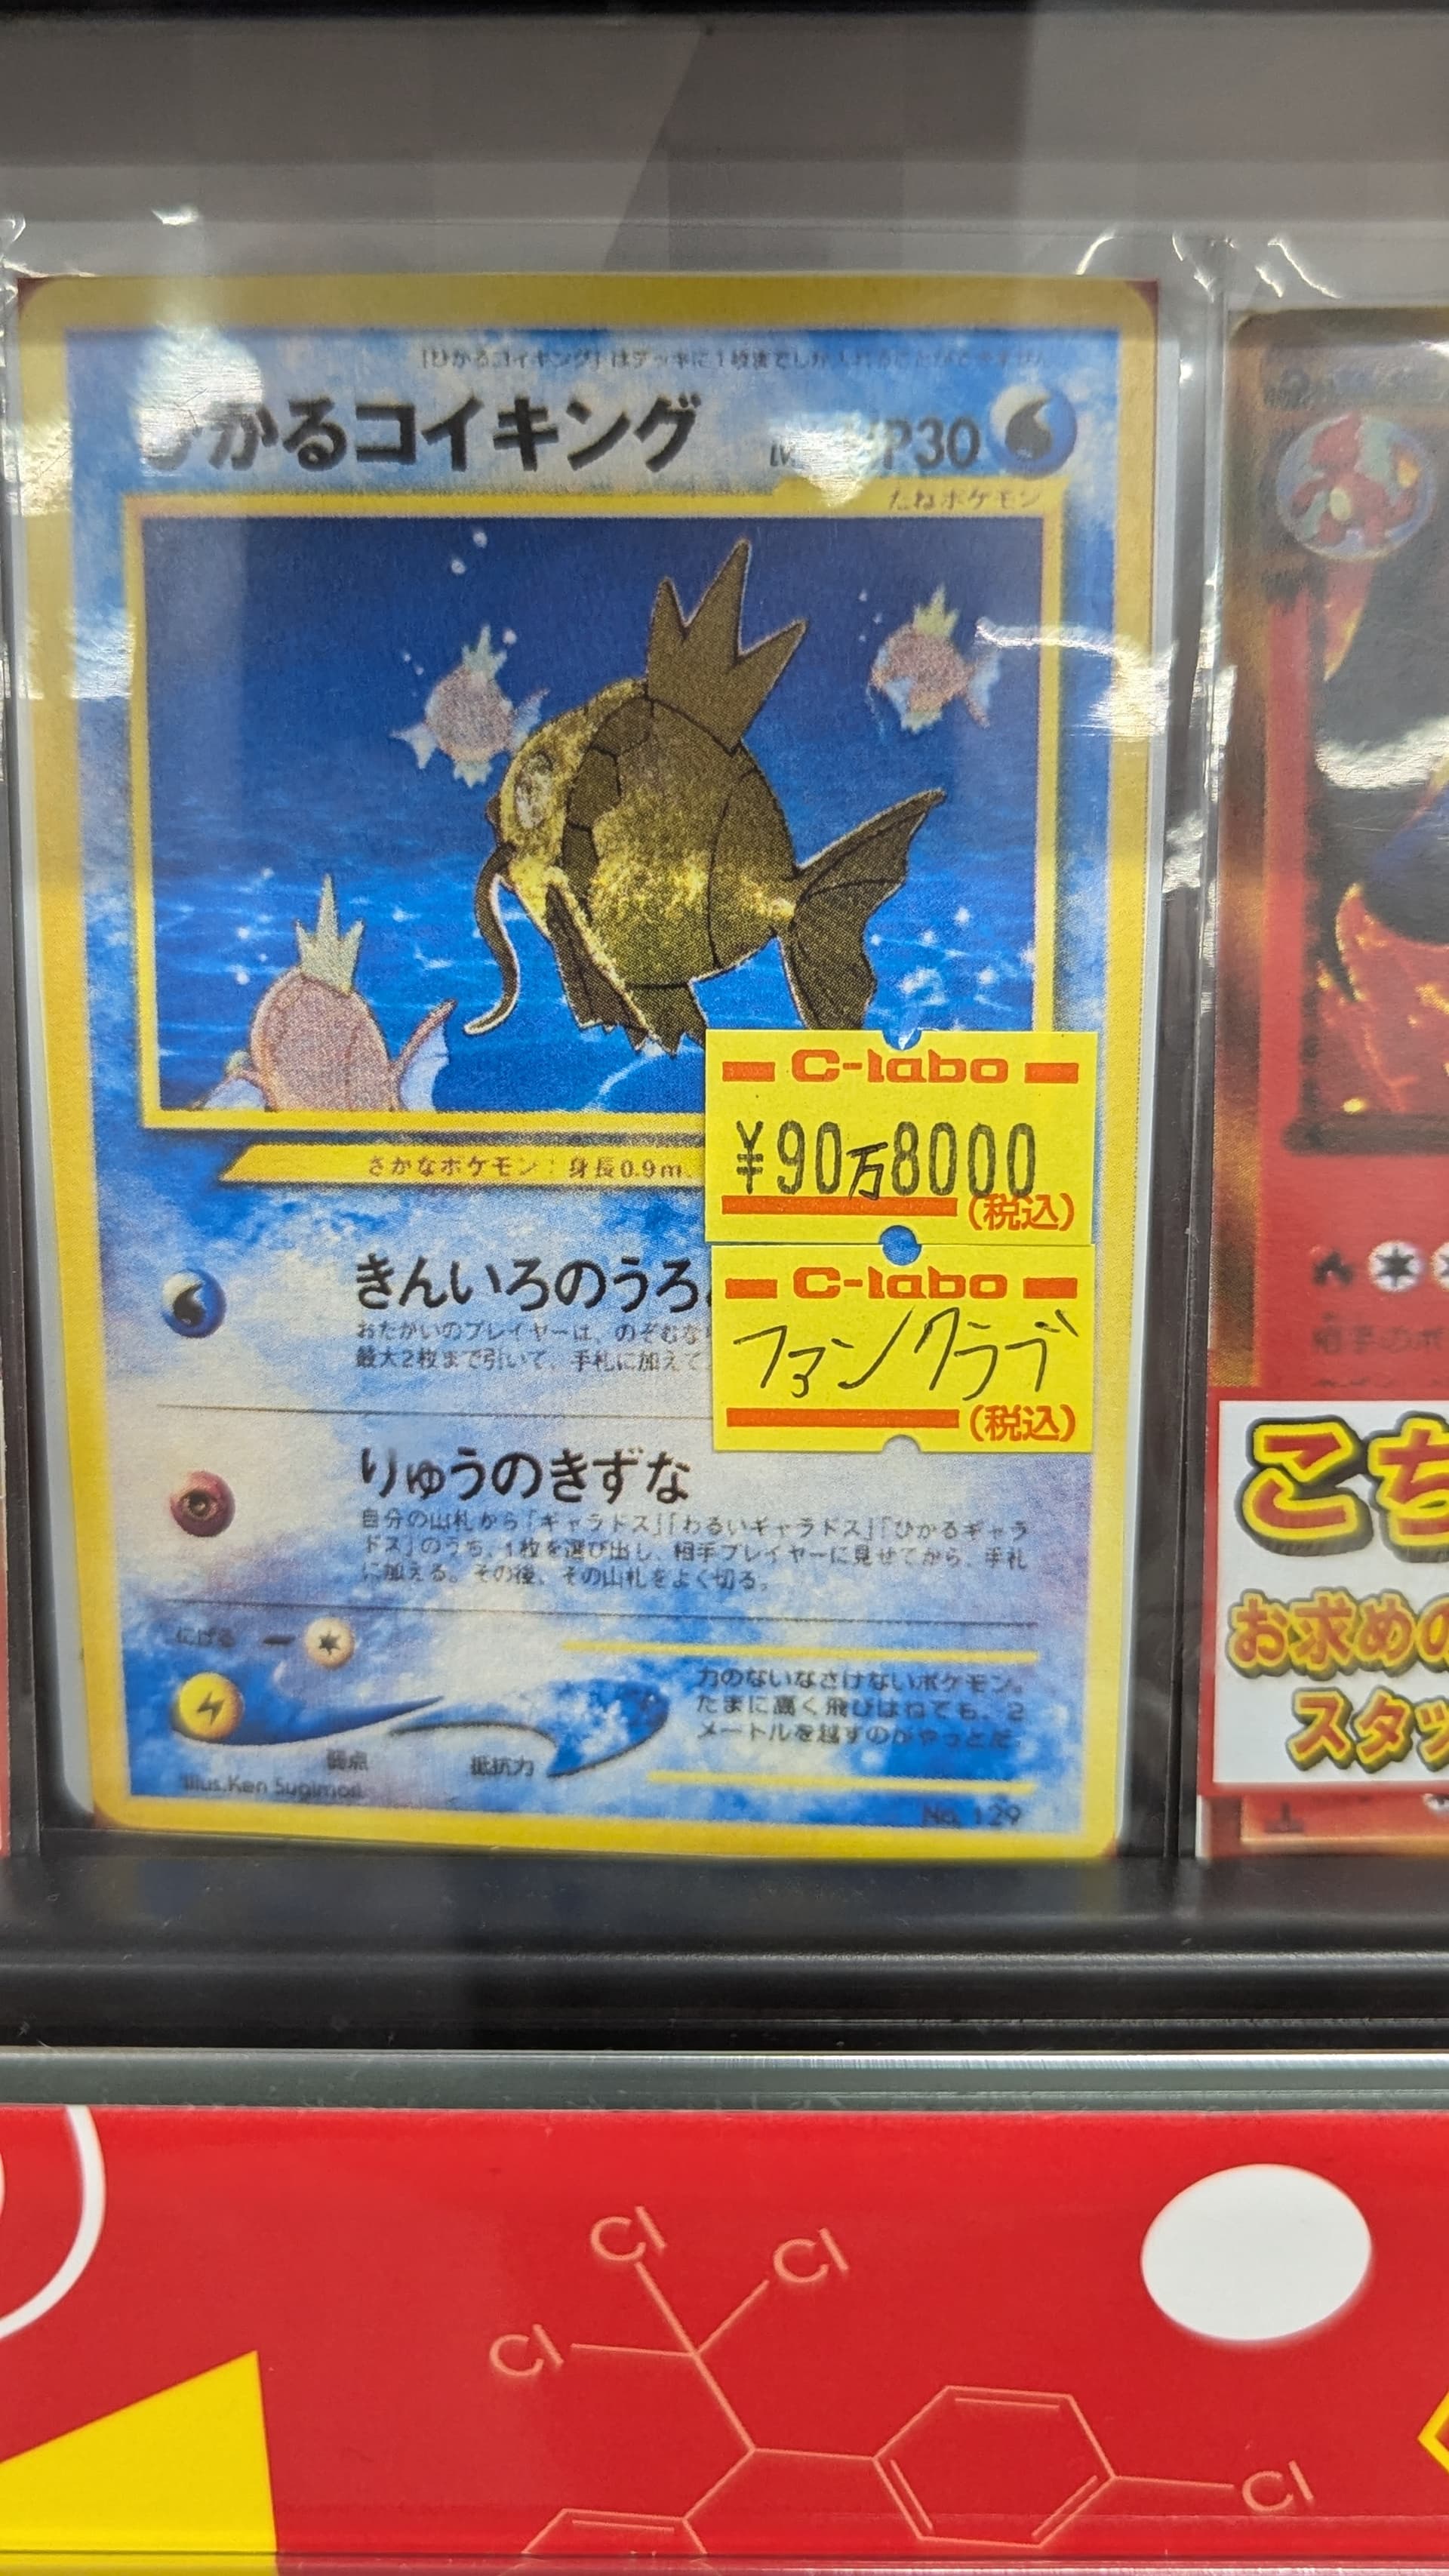 「ひかるコイキング」はデッキに1枚までしか入れることができません。
ひかるコイキング
HP30
たねポケモン
C-labo
¥90万8000
(税込)
さかなポケモン：身長0.9m
C-labo
ファンクラブ
(税込)
きんいろのうろ
おたがいのプレイヤーは、のぞむなら
最大2枚まで引いて、手札に加えて
りゅうのきずな
自分の山札から「ギャラドス」「わるいギャラドス」「ひかるギャラ
ドス」のうち、1枚を選び出し、相手プレイヤーに見せてから、手札
に加える。その後、その山札をよく切る。
にげる
力のないなさけないポケモン。
たまに高く飛びはねても、2
メートルを越すのがやっとだ。
弱点
抵抗力
Illus.Ken Sugimori
No. 129
相手のポ
こち
お求めの
スタッ
Cl
Cl
Cl
Cl